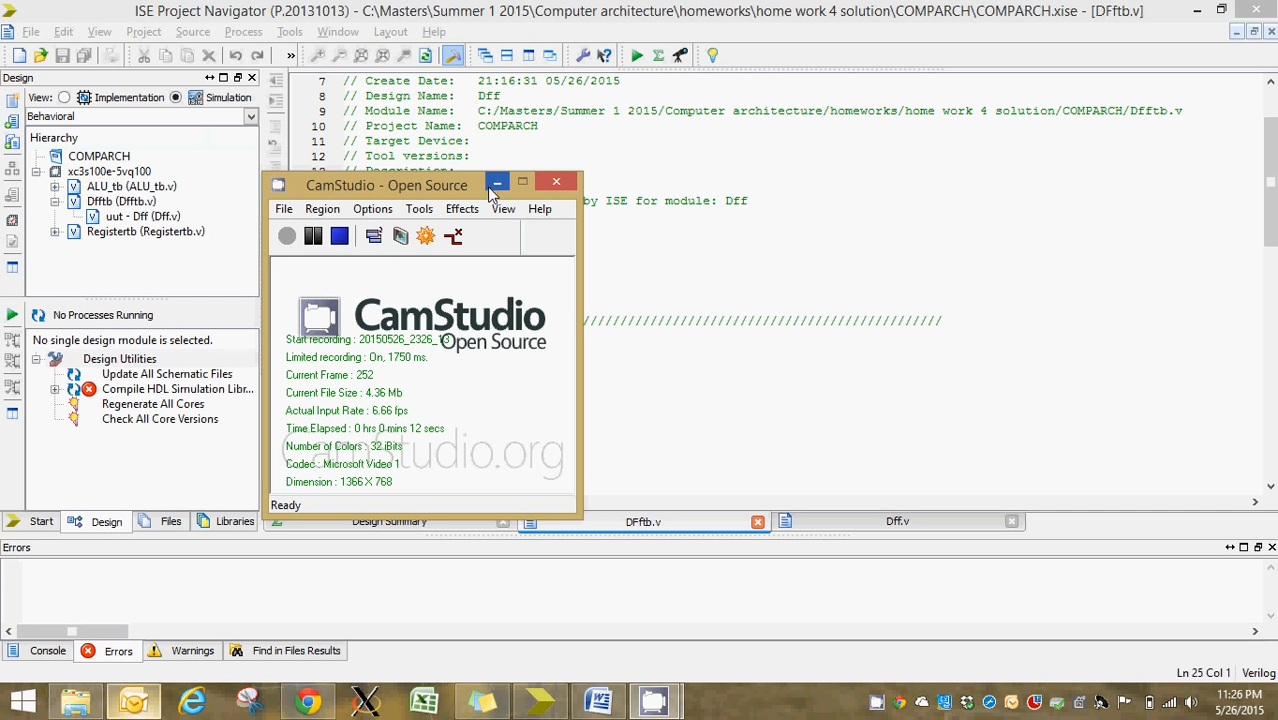 ISE Project Navigator (P.20131013) - C:\Masters\Summer 1 2015\Computer architecture\homeworks\home work 4 solution\COMPARCH\COMPARCH.xise - [DFftb.v]
File Edit View Project Source Process Tools Window Layout Help
»
Design
View: Implementation Simulation
Behavioral
Hierarchy
COMPARCH
xc3s100e-5vq100
ALU_tb (ALU_tb.v)
Dfftb (Dfftb.v)
uut - Dff (Dff.v)
Registertb (Registertb.v)
No Processes Running
No single design module is selected.
Design Utilities
Update All Schematic Files
Compile HDL Simulation Libr...
Regenerate All Cores
Check All Core Versions
Start Design Files Libraries
7 // Create Date: 21:16:31 05/26/2015
8 // Design Name: Dff
9 // Module Name: C:/Masters/Summer 1 2015/Computer architecture/homeworks/home work 4 solution/COMPARCH/Dfftb.v
10 // Project Name: COMPARCH
11 // Target Device:
12 // Tool versions:
// Description:
by ISE for module: Dff
////////////////////////////////////////////////
CamStudio - Open Source
File Region Options Tools Effects View Help
CamStudio
Open Source
Start recording : 20150526_2326_13
Limited recording : On, 1750 ms.
Current Frame : 252
Current File Size : 4.36 Mb
Actual Input Rate : 6.66 fps
Time Elapsed : 0 hrs 0 mins 12 secs
Number of Colors : 32 iBits
Codec : Microsoft Video 1
Dimension : 1366 X 768
CamStudio.org
Ready
Design Summary DFftb.v Dff.v
Errors
Console Errors Warnings Find in Files Results
Ln 25 Col 1 Verilog
11:26 PM
5/26/2015